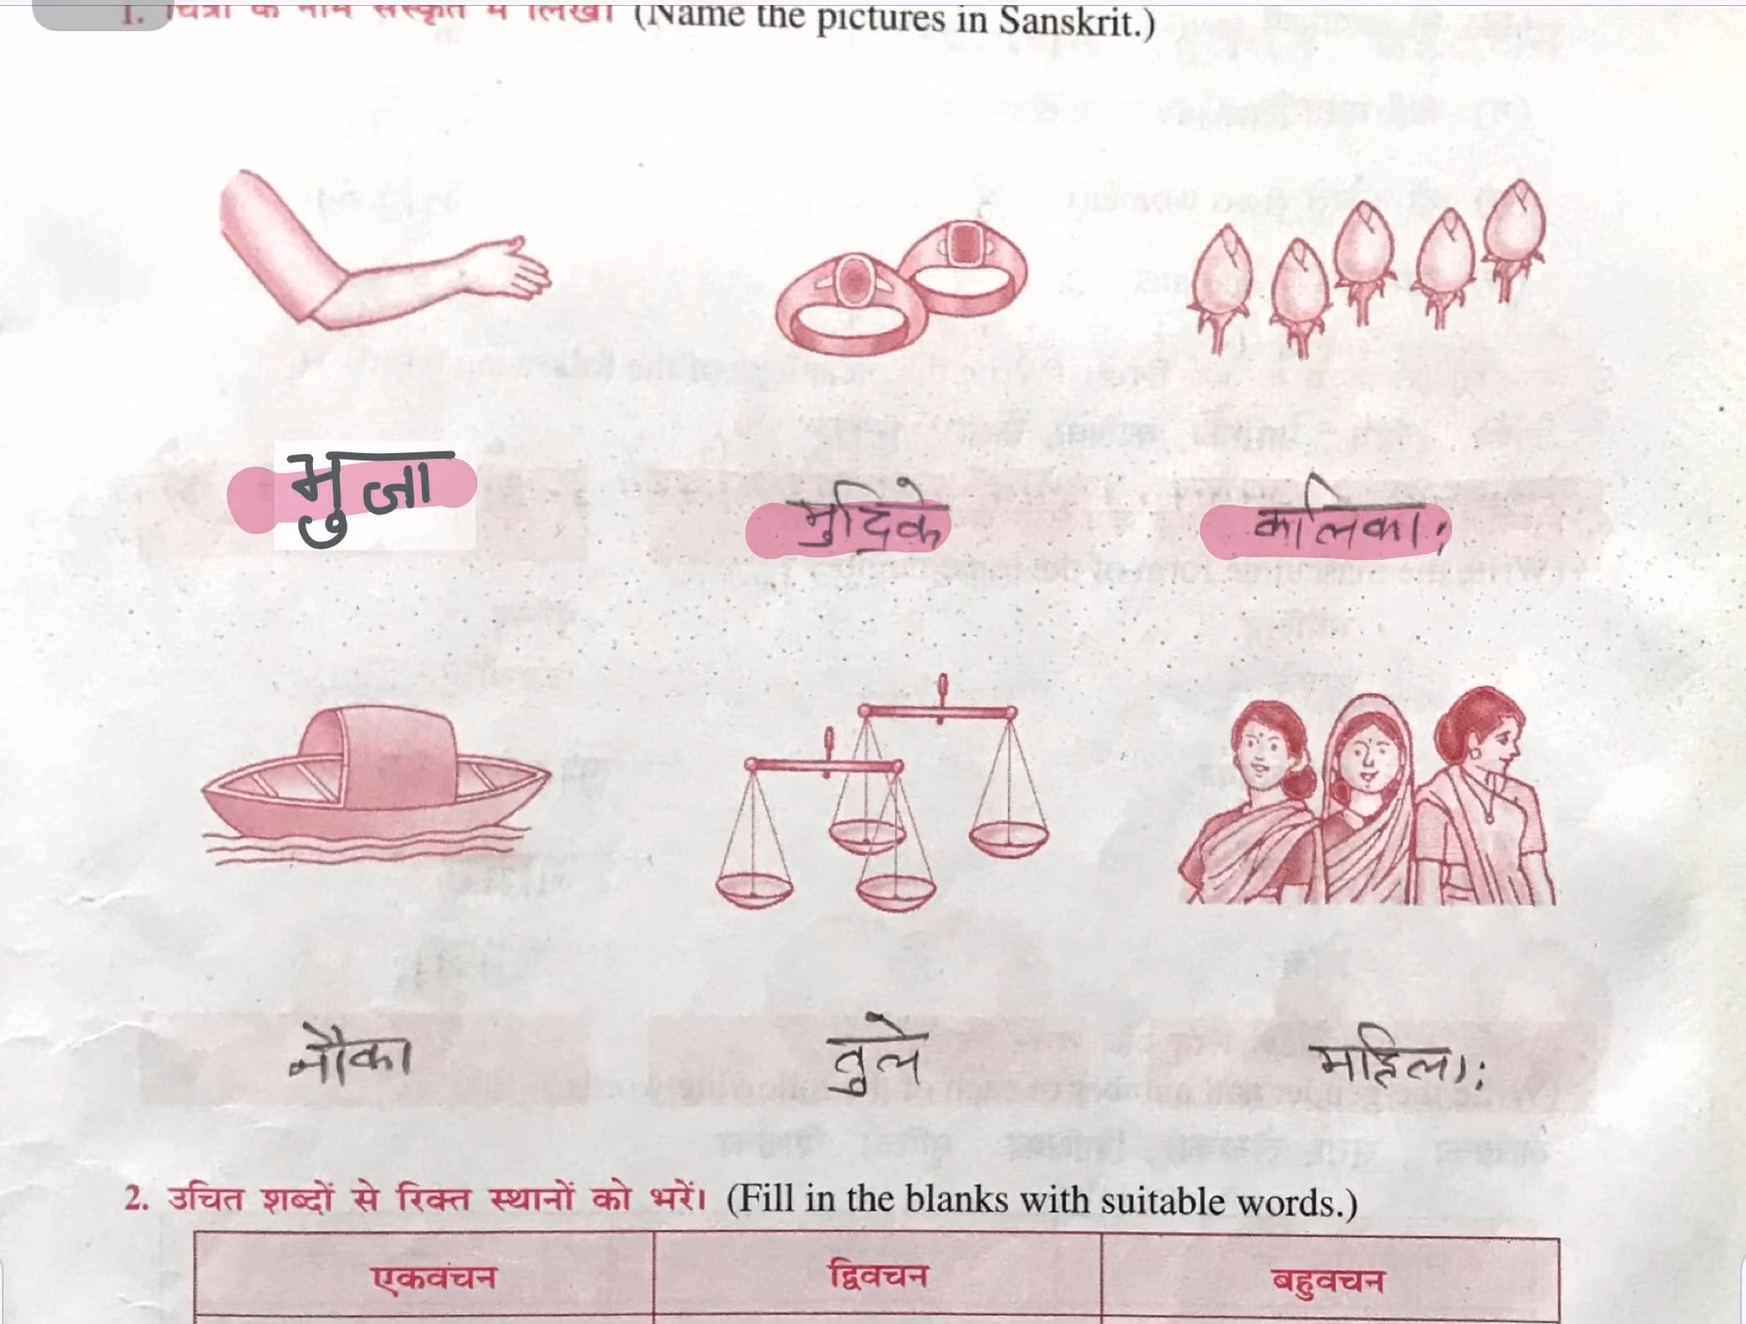 1. चित्रों के नाम संस्कृत में लिखें। (Name the pictures in Sanskrit.)
भुजा
मुद्रिके
कालिका:
नौका
तुले
महिला:
2. उचित शब्दों से रिक्त स्थानों को भरें। (Fill in the blanks with suitable words.)
एकवचन द्विवचन बहुवचन